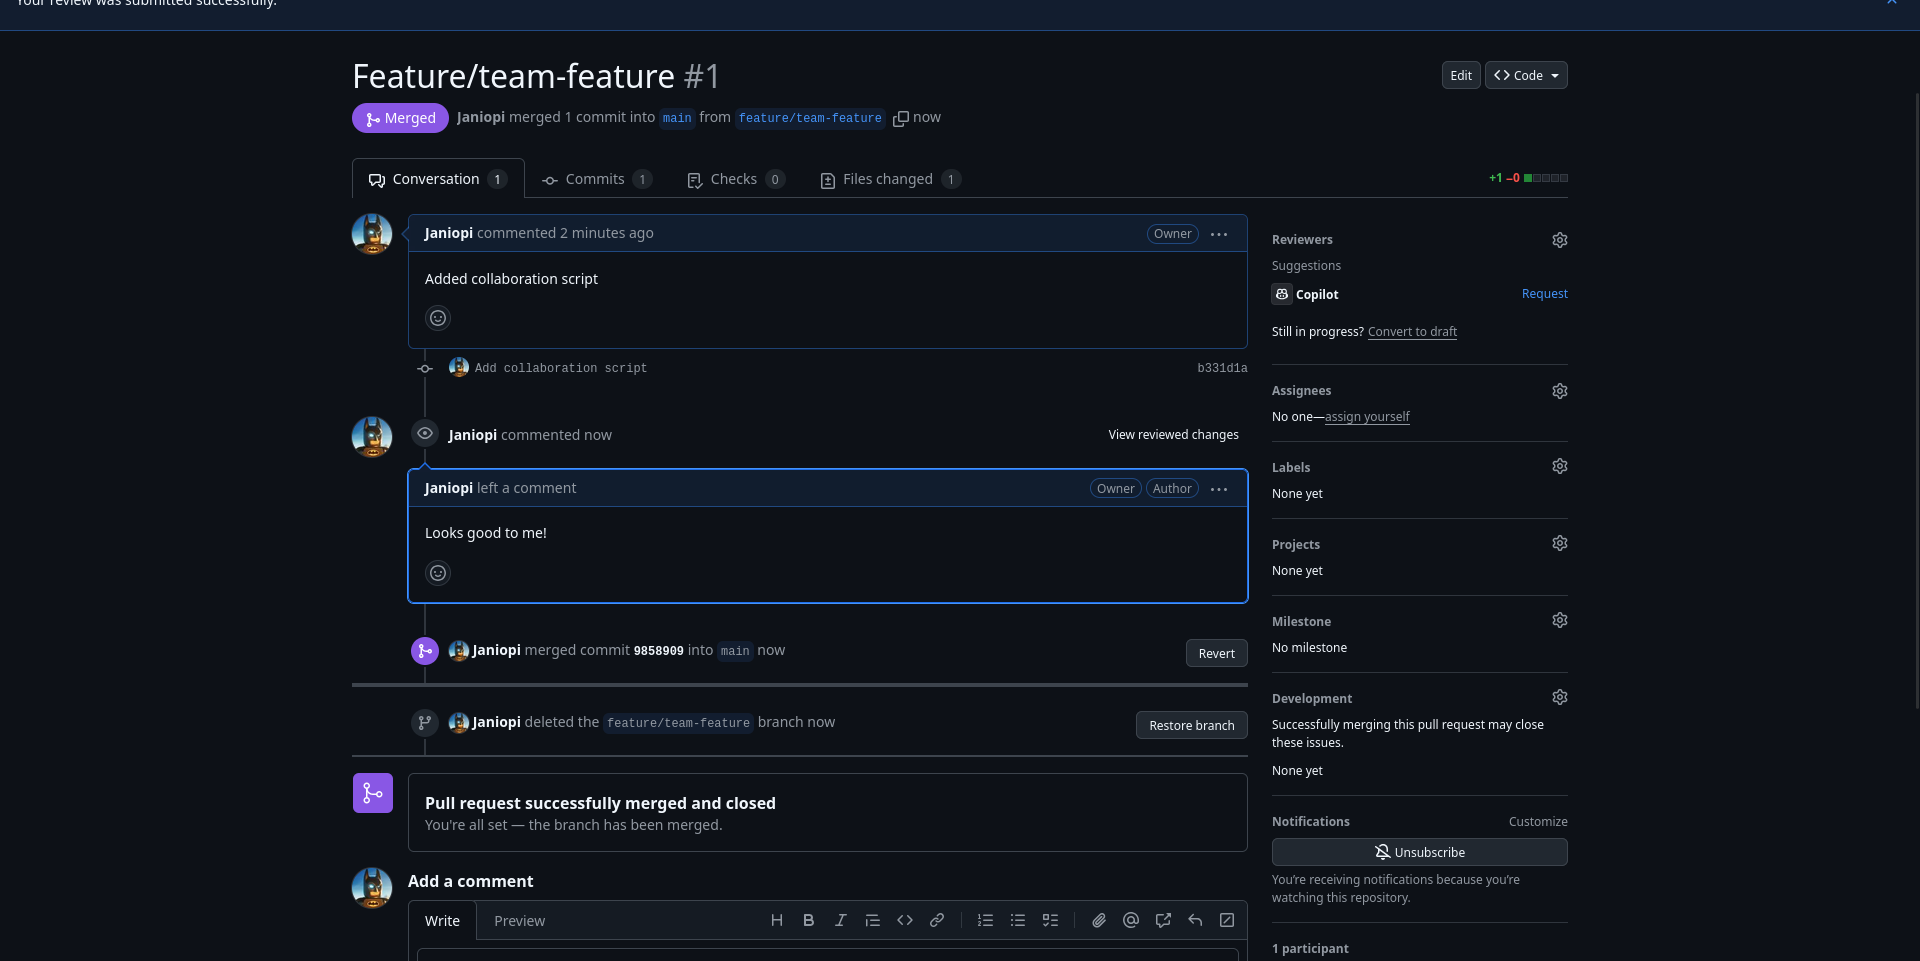 Your review was submitted successfully.
Feature/team-feature #1
Edit
Code
Merged
Janiopi merged 1 commit into main from feature/team-feature now
Conversation 1
Commits 1
Checks 0
Files changed 1
+1 −0
Janiopi commented 2 minutes ago
Owner
Added collaboration script
Add collaboration script
b331d1a
Janiopi commented now
View reviewed changes
Janiopi left a comment
Owner
Author
Looks good to me!
Janiopi merged commit 9858909 into main now
Revert
Janiopi deleted the feature/team-feature branch now
Restore branch
Pull request successfully merged and closed
You're all set — the branch has been merged.
Add a comment
Write
Preview
Reviewers
Suggestions
Copilot
Request
Still in progress? Convert to draft
Assignees
No one—assign yourself
Labels
None yet
Projects
None yet
Milestone
No milestone
Development
Successfully merging this pull request may close
these issues.
None yet
Notifications
Customize
Unsubscribe
You're receiving notifications because you're
watching this repository.
1 participant